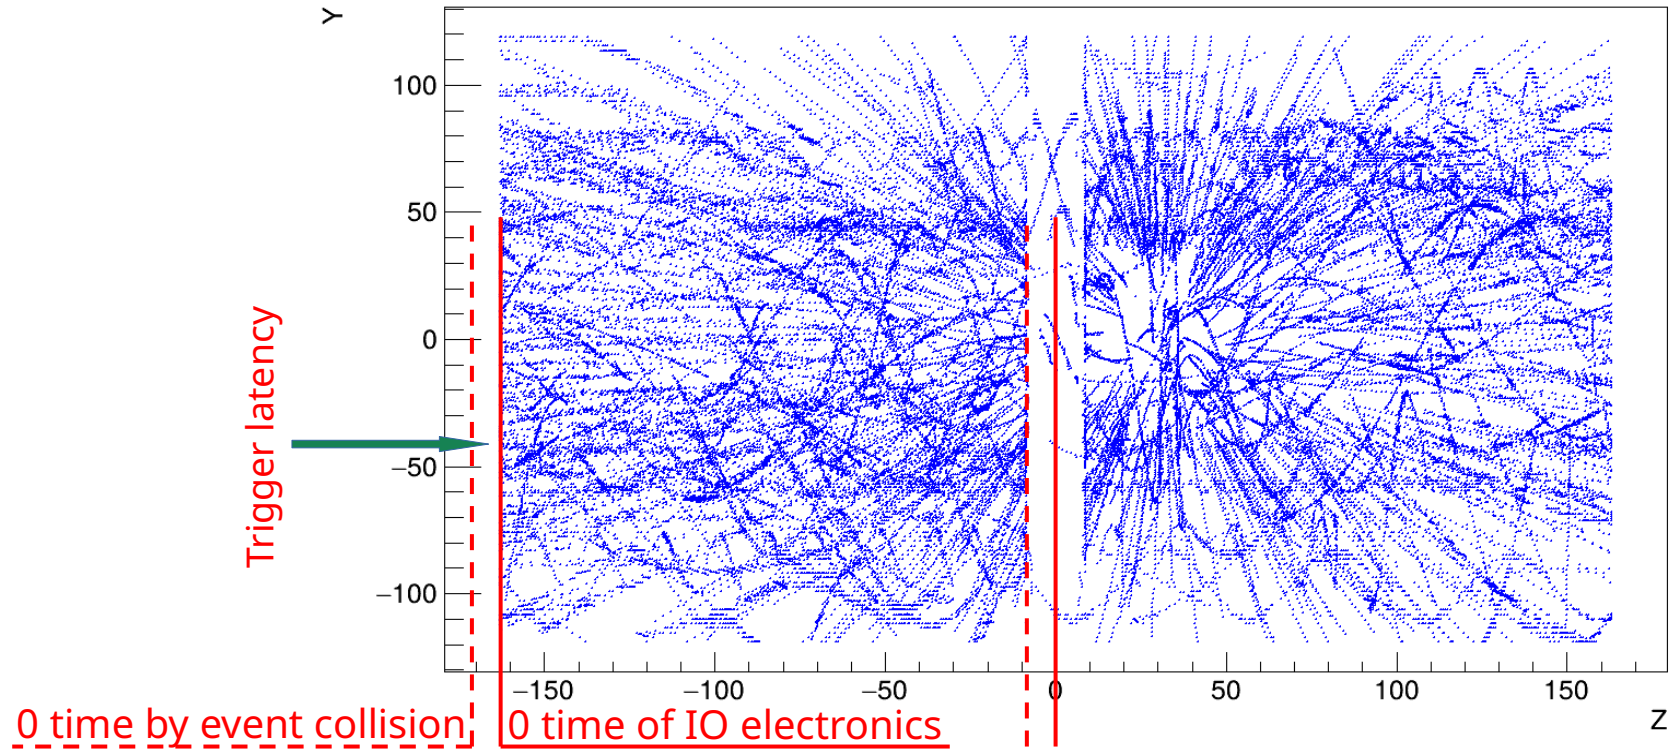 Y
100
50
0
−50
−100
Trigger latency
−150
−100
−50
0
50
100
150
Z
0 time by event collision
0 time of IO electronics